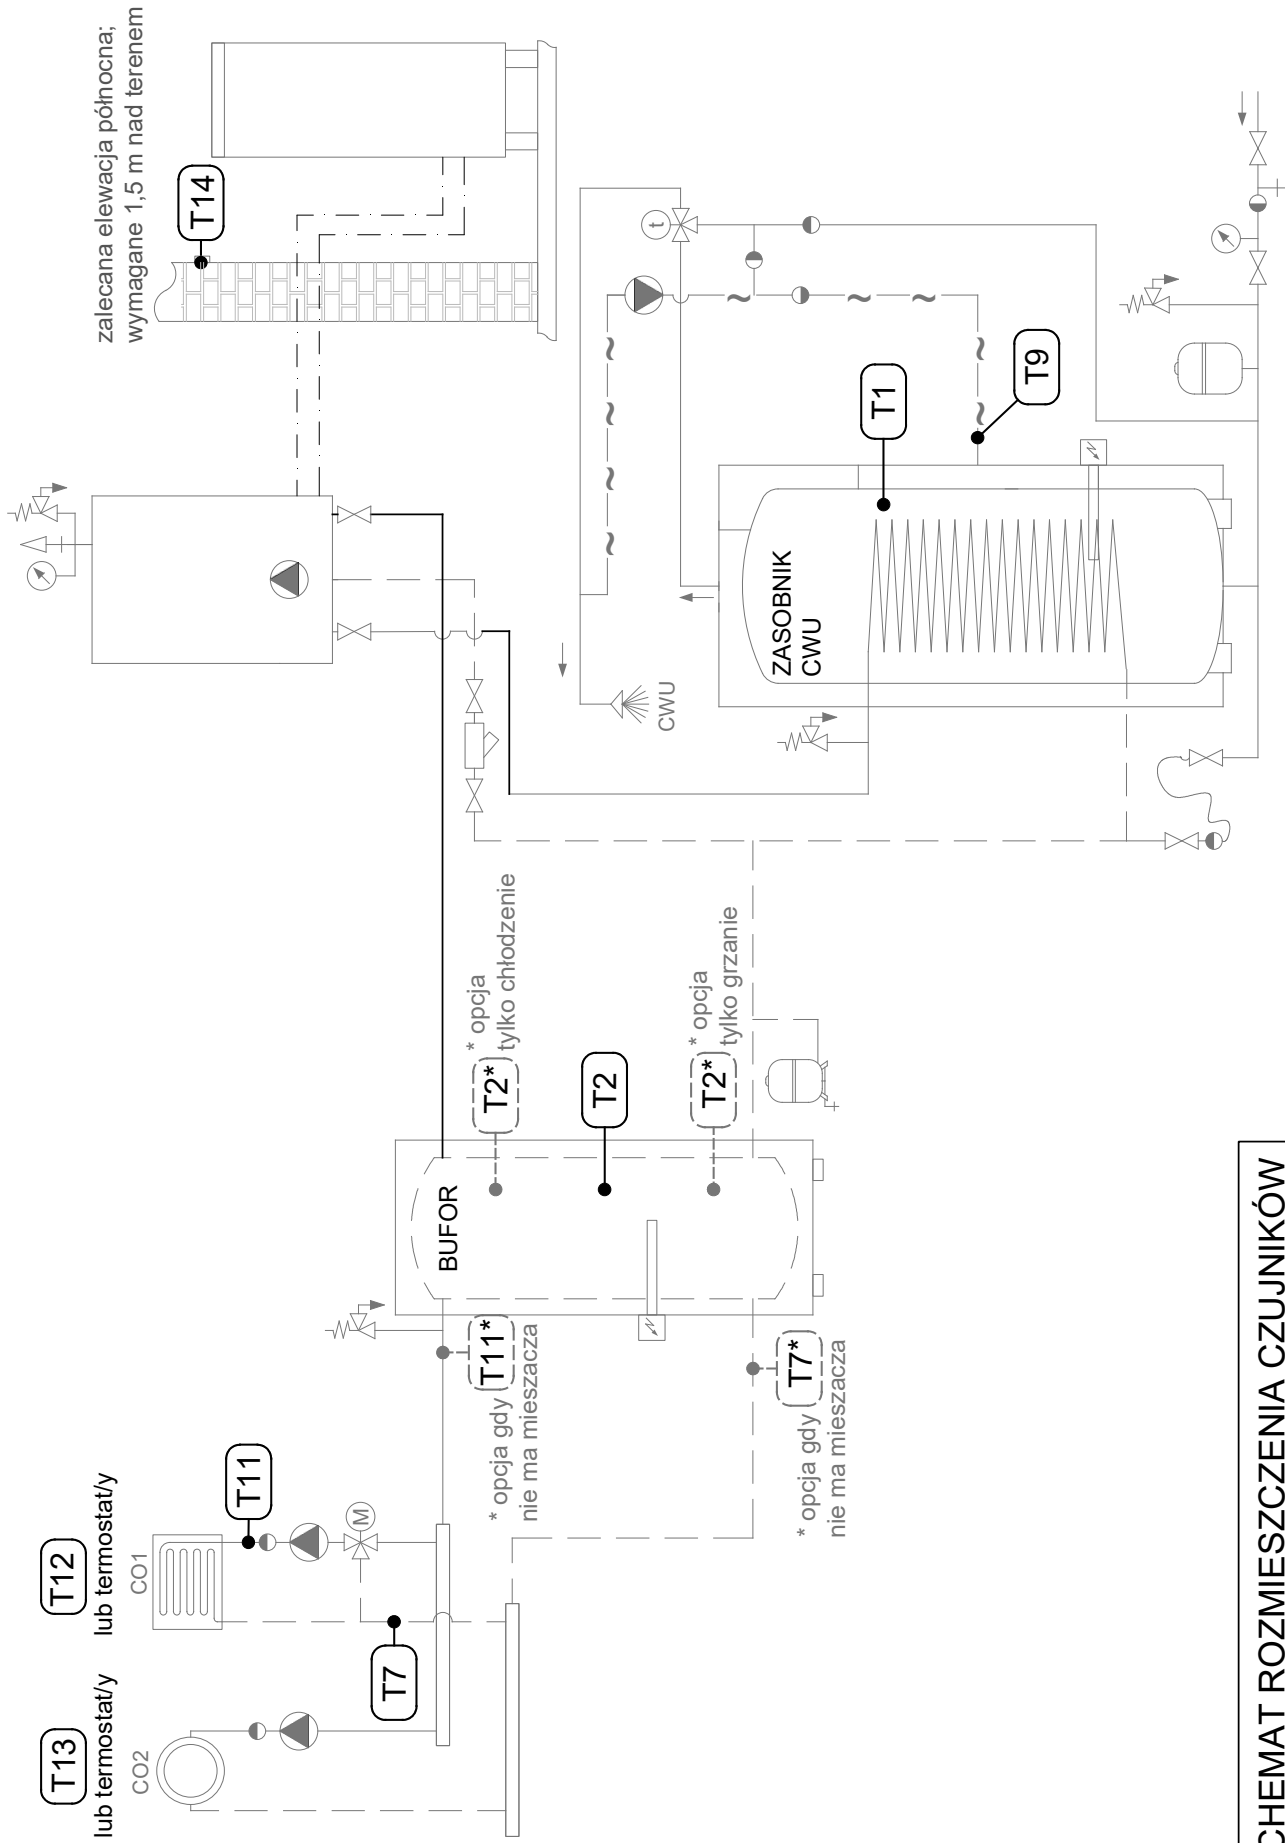 T13
lub termostat/y
CO2
T12
lub termostat/y
CO1
T11
T7
M
T11*
* opcja gdy
nie ma mieszacza
T7*
* opcja gdy
nie ma mieszacza
BUFOR
T2*
* opcja
tylko chłodzenie
T2
T2*
* opcja
tylko grzanie
zalecana elewacja północna;
wymagane 1,5 m nad terenem
T14
CWU
t
ZASOBNIK
CWU
T1
T9
CHEMAT ROZMIESZCZENIA CZUJNIKÓW